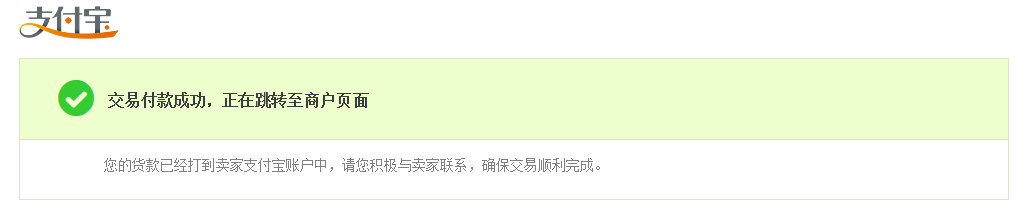 支付宝
交易付款成功，正在跳转至商户页面
您的货款已经打到卖家支付宝账户中，请您积极与卖家联系，确保交易顺利完成。